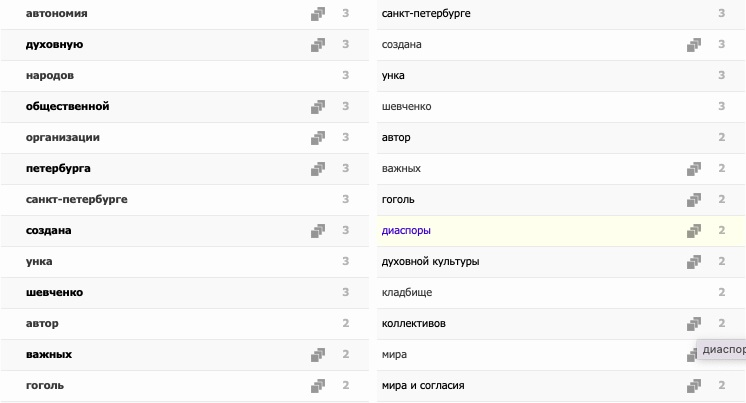 автономия 3
духовную 3
народов 3
общественной 3
организации 3
петербурга 3
санкт-петербурге 3
создана 3
унка 3
шевченко 3
автор 2
важных 2
гоголь 2
санкт-петербурге 3
создана 3
унка 3
шевченко 3
автор 2
важных 2
гоголь 2
диаспоры 2
духовной культуры 2
кладбище 2
коллективов 2
мира
диаспор
мира и согласия 2